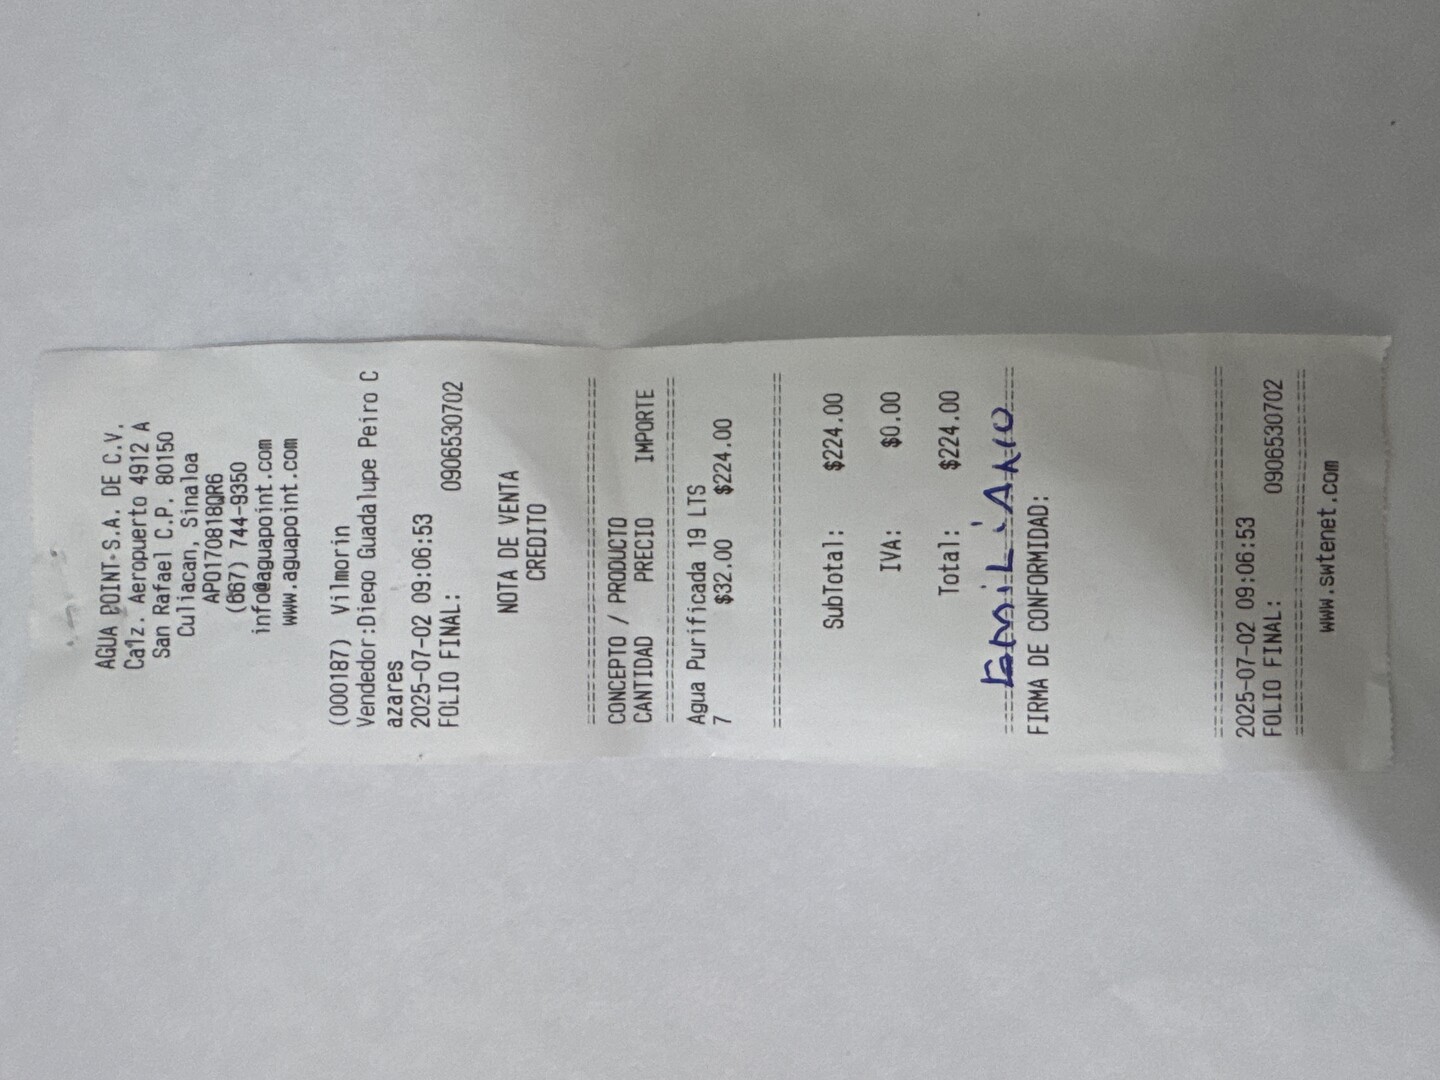 AGUA POINT S.A. DE C.V.
Calz. Aeropuerto 4912 A
San Rafael C.P. 80150
Culiacan, Sinaloa
APO170818QR6
(667) 744-9350
info@aguapoint.com
www.aguapoint.com
(000187) Vilmorin
Vendedor:Diego Guadalupe Peiro C
azares
2025-07-02 09:06:53
FOLIO FINAL: 0906530702
NOTA DE VENTA
CREDITO
================================
CONCEPTO / PRODUCTO
CANTIDAD PRECIO IMPORTE
================================
Agua Purificada 19 LTS
7 $32.00 $224.00
================================
SubTotal: $224.00
IVA: $0.00
Total: $224.00
EMILIANO
================================
FIRMA DE CONFORMIDAD:
================================
2025-07-02 09:06:53
FOLIO FINAL: 0906530702
================================
www.swtenet.com